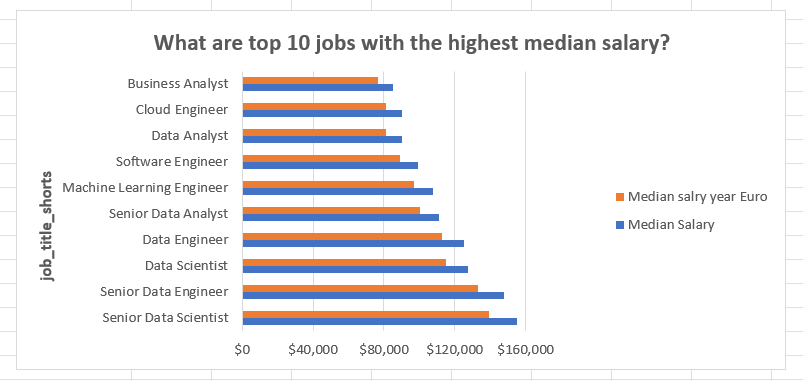 What are top 10 jobs with the highest median salary?
job_title_shorts
Business Analyst
Cloud Engineer
Data Analyst
Software Engineer
Machine Learning Engineer
Senior Data Analyst
Data Engineer
Data Scientist
Senior Data Engineer
Senior Data Scientist
$0 $40,000 $80,000 $120,000 $160,000
Median salry year Euro
Median Salary